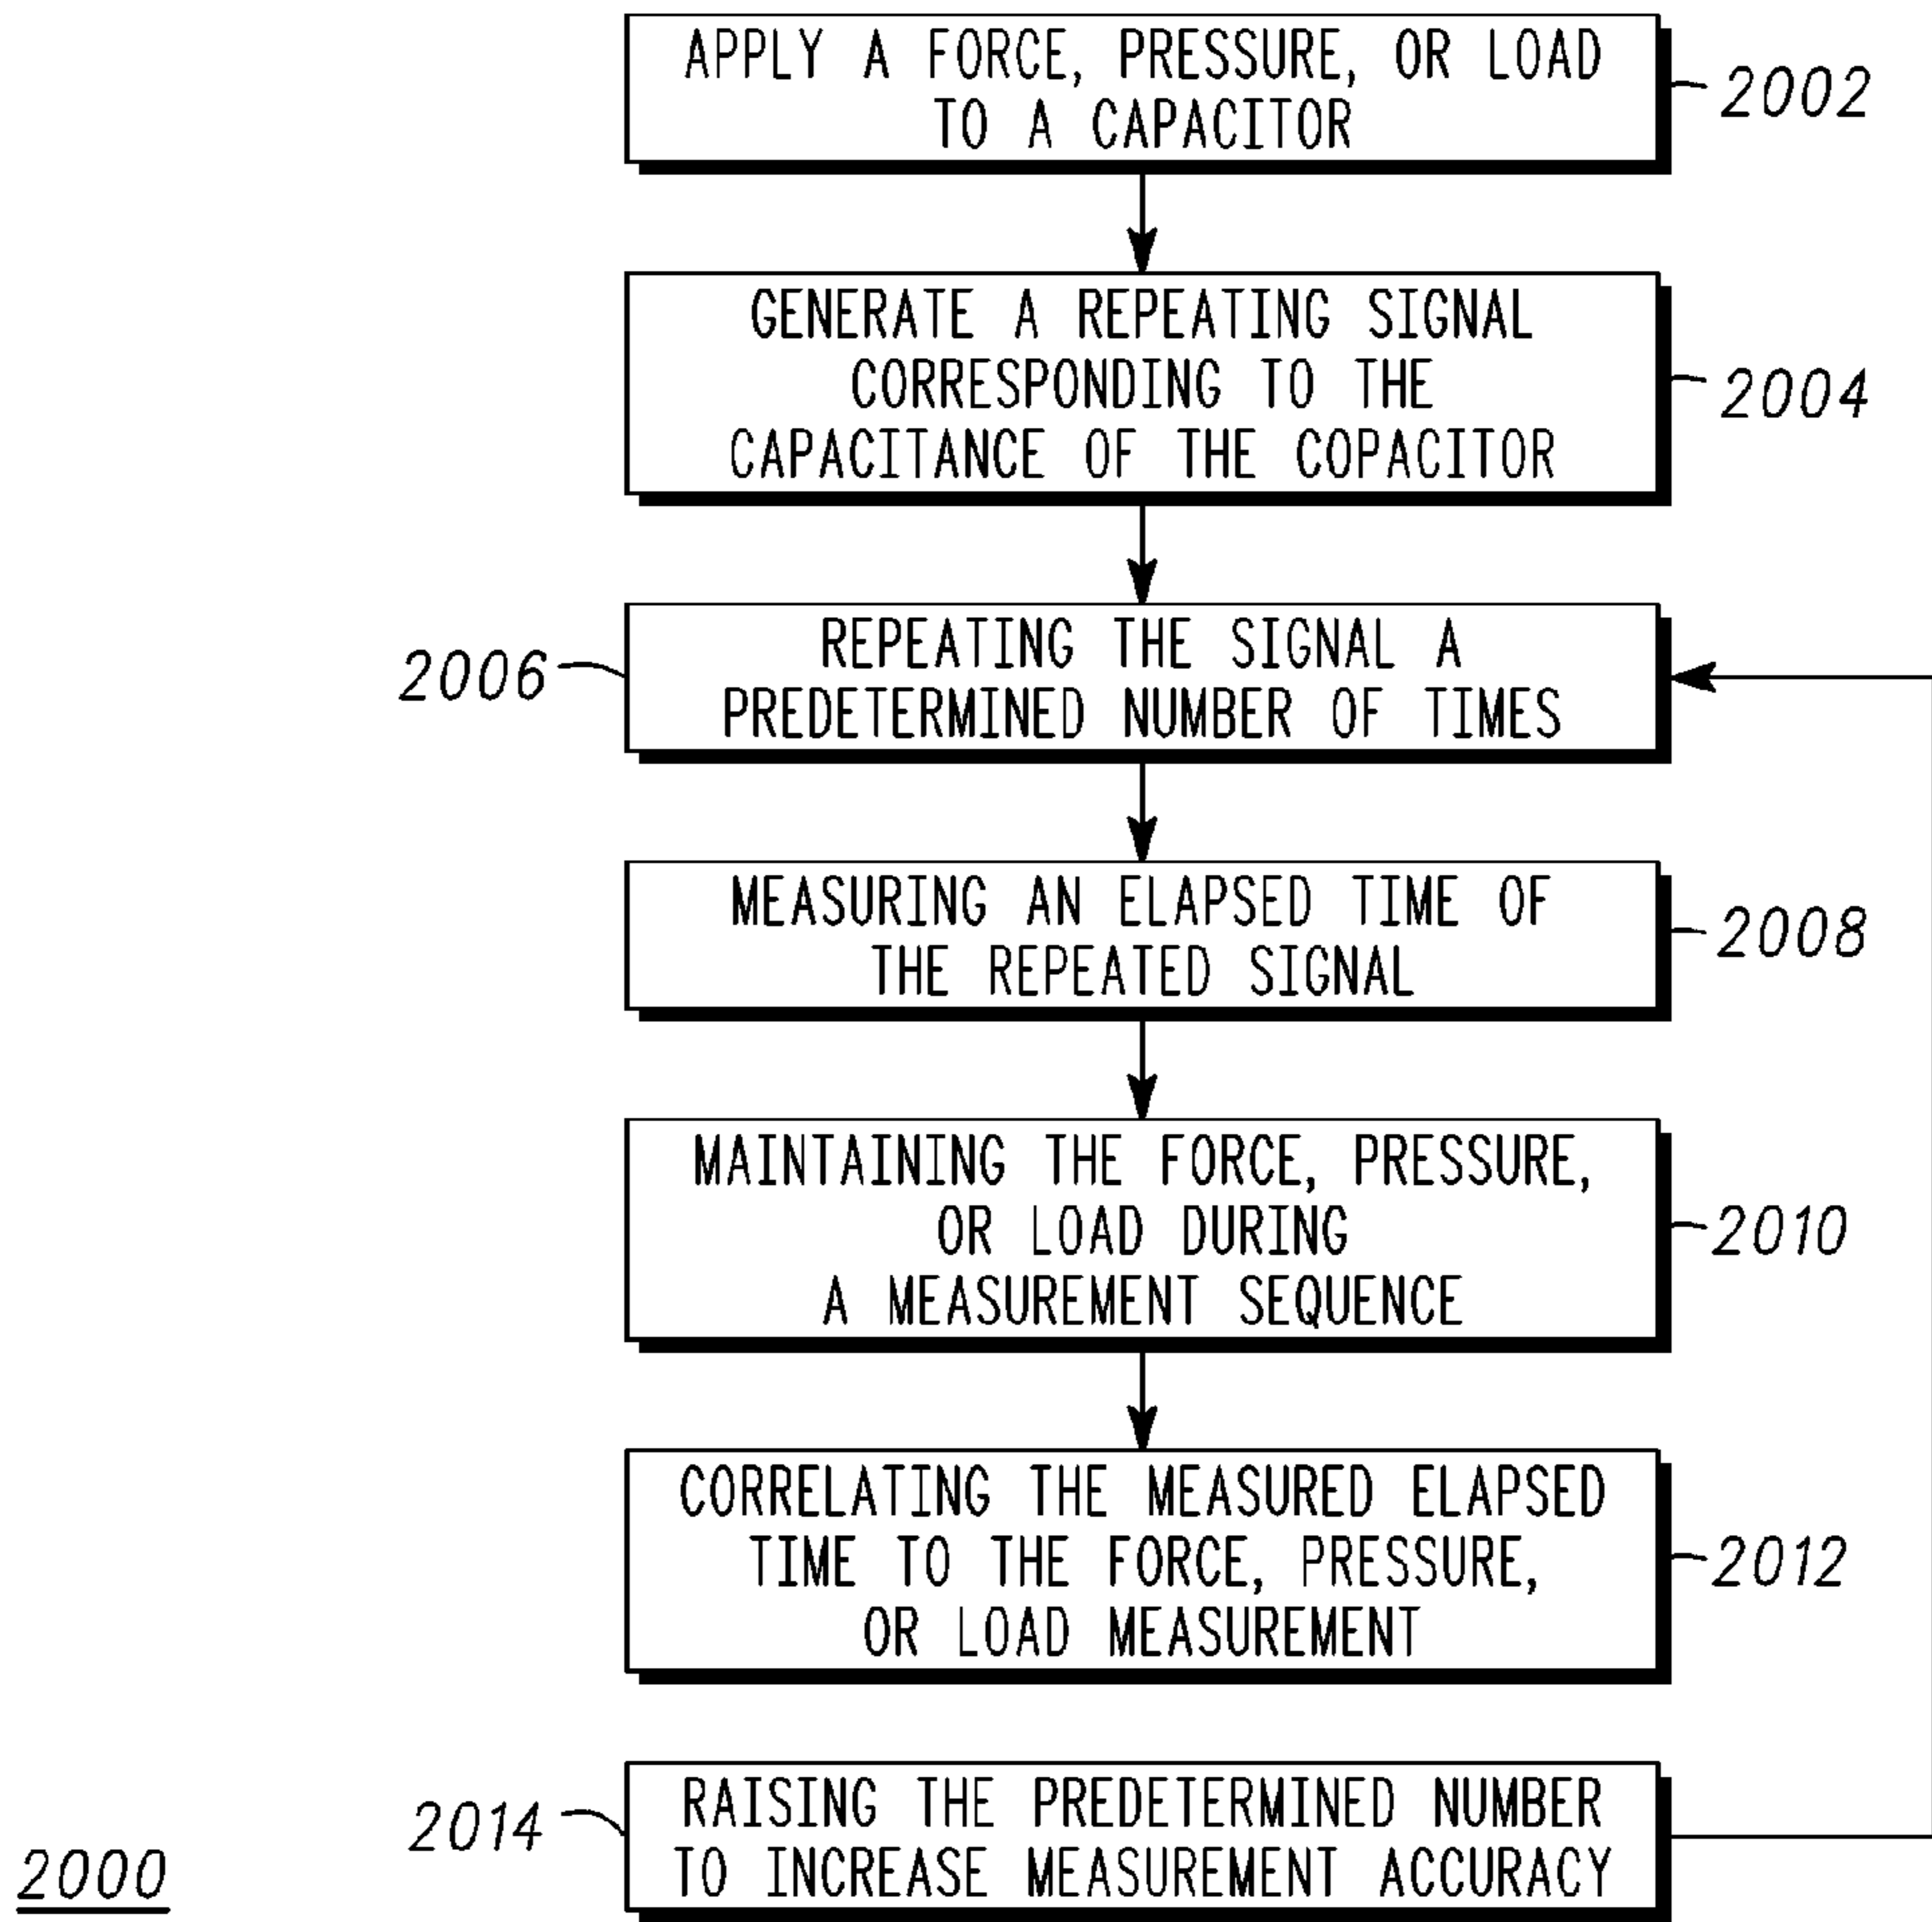 APPLY A FORCE, PRESSURE, OR LOAD
TO A CAPACITOR
2002
GENERATE A REPEATING SIGNAL
CORRESPONDING TO THE
CAPACITANCE OF THE COPACITOR
2004
REPEATING THE SIGNAL A
PREDETERMINED NUMBER OF TIMES
2006
MEASURING AN ELAPSED TIME OF
THE REPEATED SIGNAL
2008
MAINTAINING THE FORCE, PRESSURE,
OR LOAD DURING
A MEASUREMENT SEQUENCE
2010
CORRELATING THE MEASURED ELAPSED
TIME TO THE FORCE, PRESSURE,
OR LOAD MEASUREMENT
2012
RAISING THE PREDETERMINED NUMBER
TO INCREASE MEASUREMENT ACCURACY
2014
2000